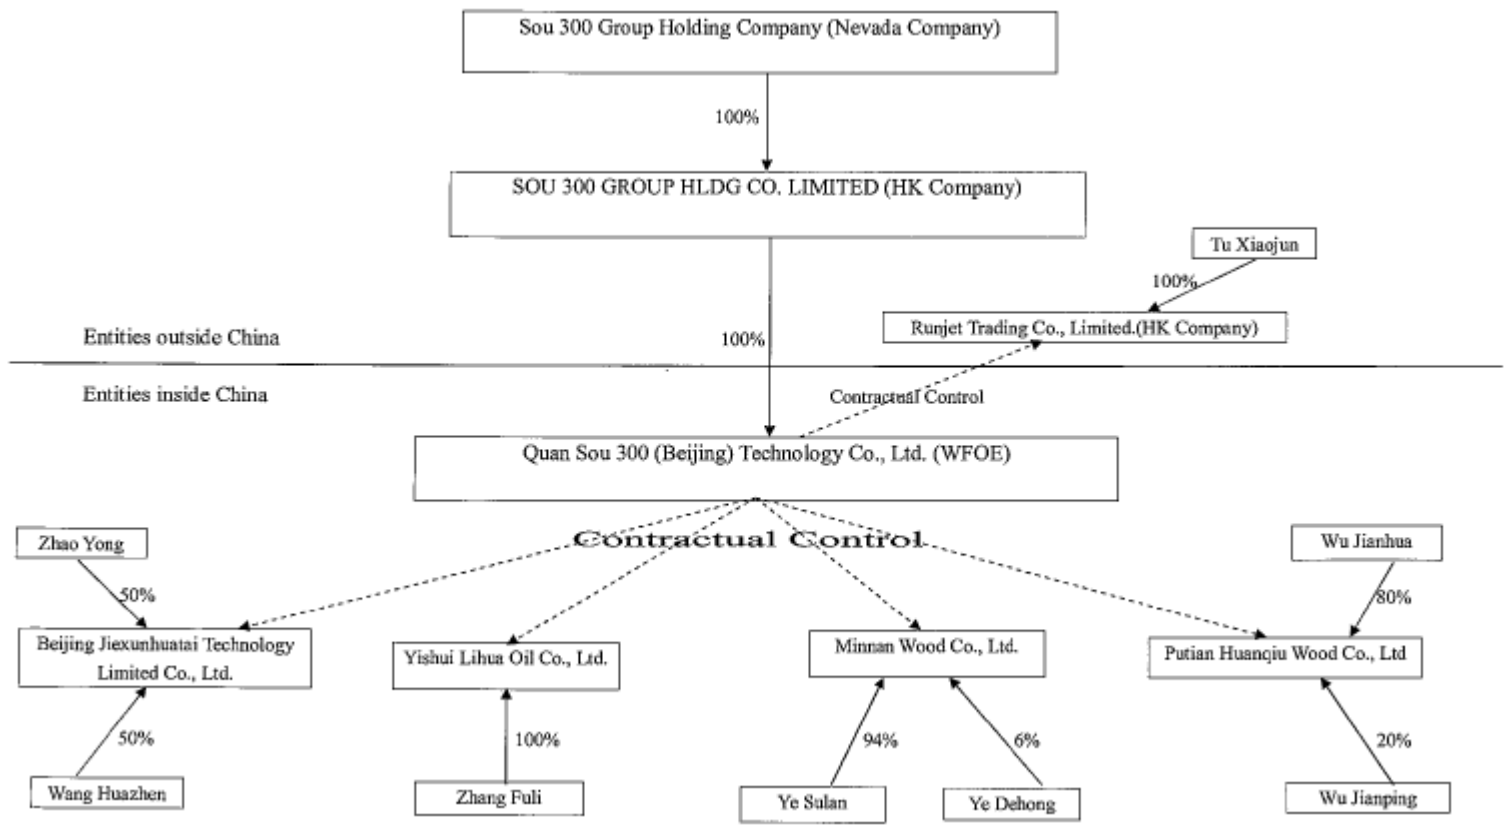 Sou 300 Group Holding Company (Nevada Company)
100%
SOU 300 GROUP HLDG CO. LIMITED (HK Company)
Tu Xiaojun
100%
Runjet Trading Co., Limited.(HK Company)
Entities outside China
100%
Entities inside China
Contractual Control
Quan Sou 300 (Beijing) Technology Co., Ltd. (WFOE)
Contractual Control
Zhao Yong
Wu Jianhua
50%
80%
Beijing Jiexunhuatai Technology
Limited Co., Ltd.
Yishui Lihua Oil Co., Ltd.
Minnan Wood Co., Ltd.
Putian Huanqiu Wood Co., Ltd
50%
100%
94%
6%
20%
Wang Huazhen
Zhang Fuli
Ye Sulan
Ye Dehong
Wu Jianping